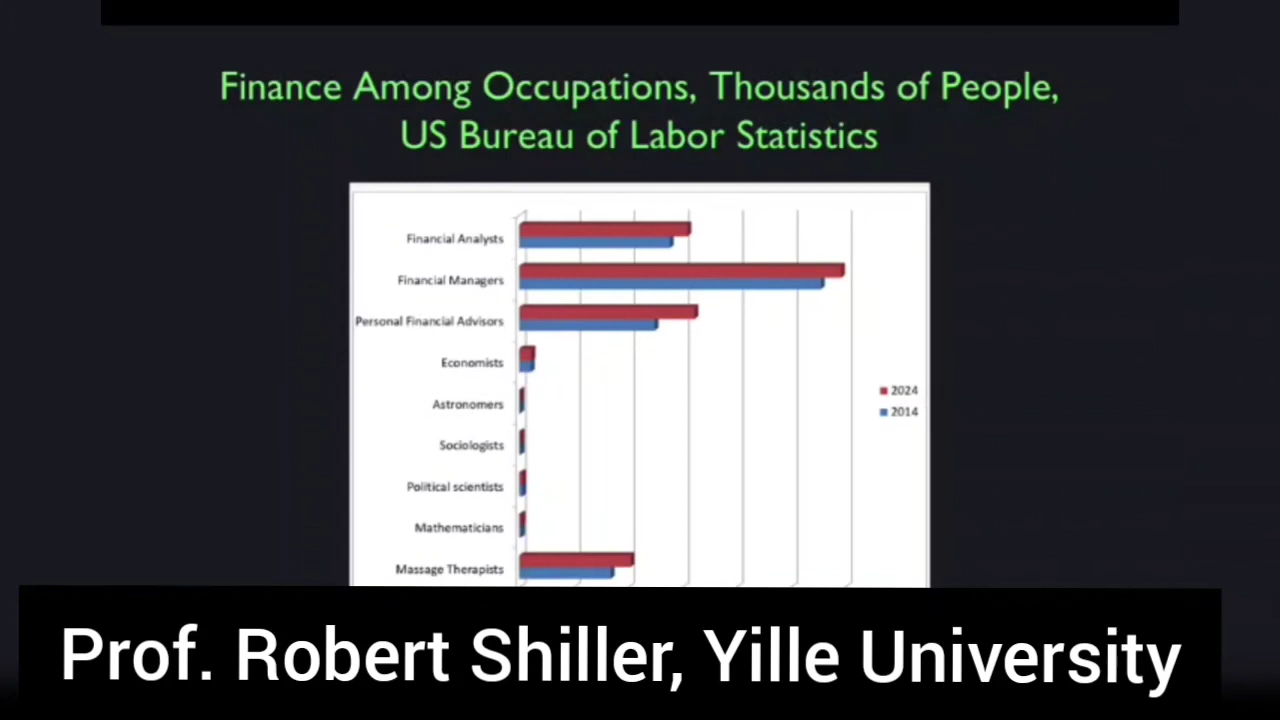 Finance Among Occupations, Thousands of People,
US Bureau of Labor Statistics
Financial Analysts
Financial Managers
Personal Financial Advisors
Economists
Astronomers
Sociologists
Political scientists
Mathematicians
Massage Therapists
2024
2014
Prof. Robert Shiller, Yille University